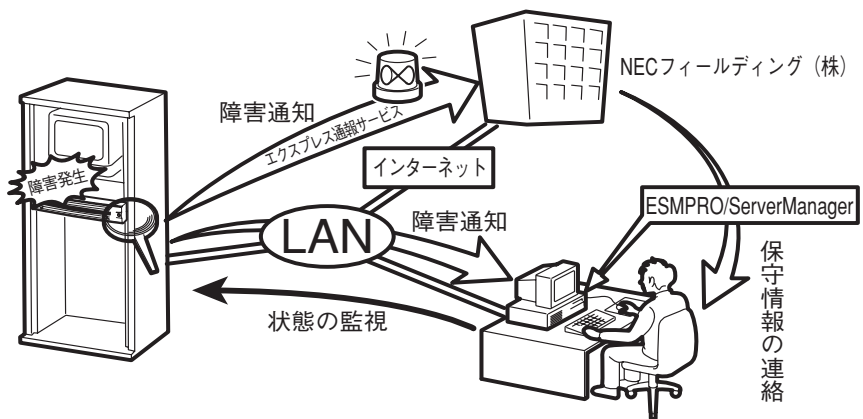 NECフィールディング（株）
障害通知
エクスプレス通報サービス
インターネット
障害発生
ESMPRO/ServerManager
LAN
障害通知
保守情報の連絡
状態の監視